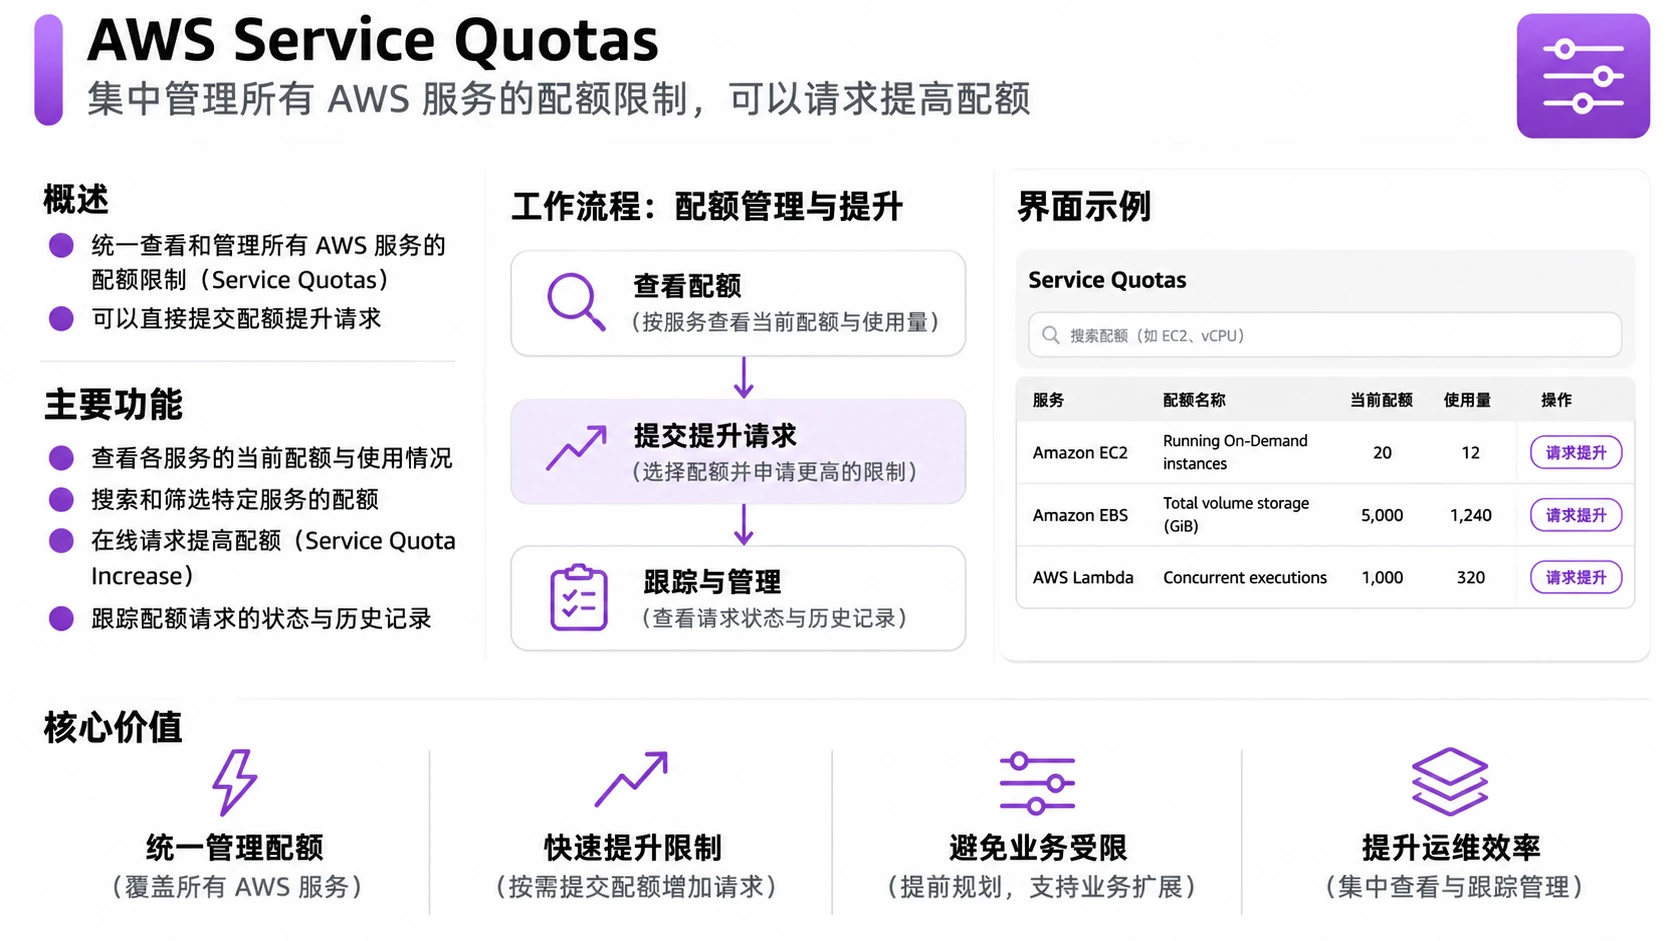 AWS Service Quotas
集中管理所有 AWS 服务的配额限制，可以请求提高配额
概述
统一查看和管理所有 AWS 服务的
配额限制（Service Quotas）
可以直接提交配额提升请求
主要功能
查看各服务的当前配额与使用情况
搜索和筛选特定服务的配额
在线请求提高配额（Service Quota
Increase）
跟踪配额请求的状态与历史记录
工作流程：配额管理与提升
查看配额
（按服务查看当前配额与使用量）
提交提升请求
（选择配额并申请更高的限制）
跟踪与管理
（查看请求状态与历史记录）
界面示例
Service Quotas
搜索配额（如 EC2、vCPU）
服务 配额名称 当前配额 使用量 操作
Amazon EC2 Running On-Demand instances 20 12 请求提升
Amazon EBS Total volume storage (GiB) 5,000 1,240 请求提升
AWS Lambda Concurrent executions 1,000 320 请求提升
核心价值
统一管理配额
（覆盖所有 AWS 服务）
快速提升限制
（按需提交配额增加请求）
避免业务受限
（提前规划，支持业务扩展）
提升运维效率
（集中查看与跟踪管理）